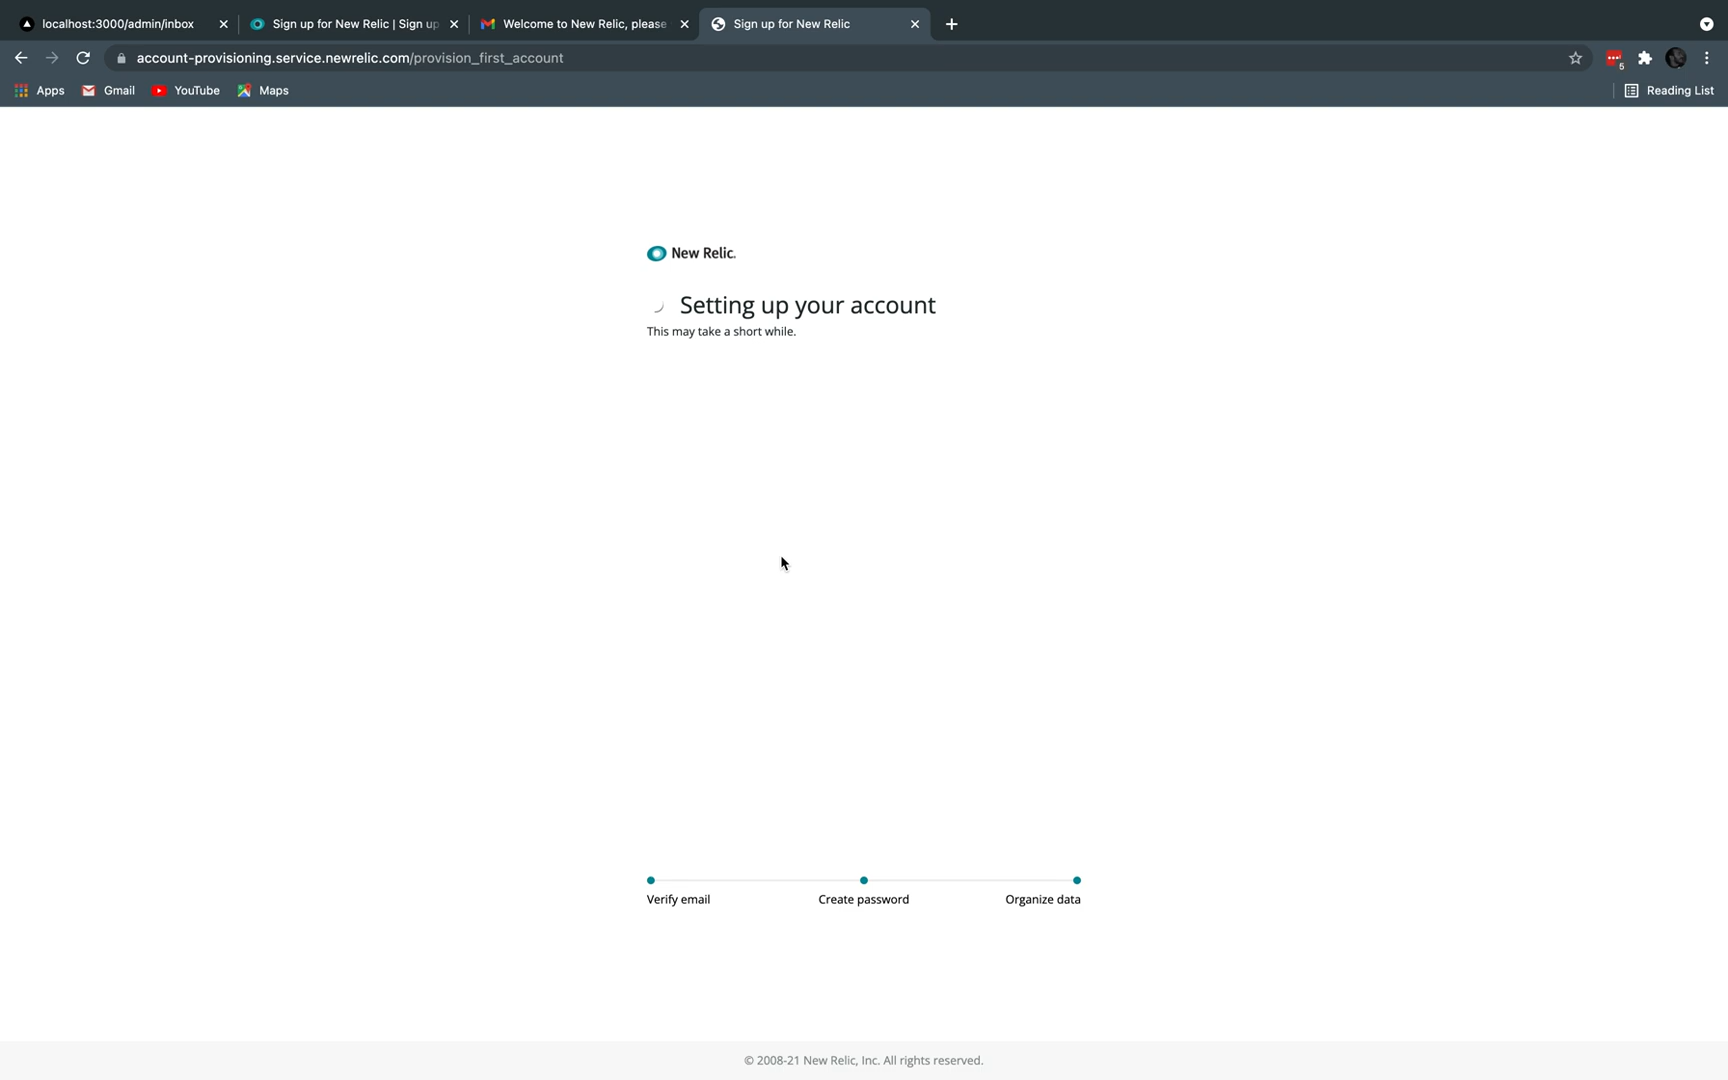 localhost:3000/admin/inbox
Sign up for New Relic | Sign up
Welcome to New Relic, please
Sign up for New Relic
account-provisioning.service.newrelic.com/provision_first_account
5
Apps
Gmail
YouTube
Maps
Reading List
New Relic.
Setting up your account
This may take a short while.
Verify email
Create password
Organize data
© 2008-21 New Relic, Inc. All rights reserved.